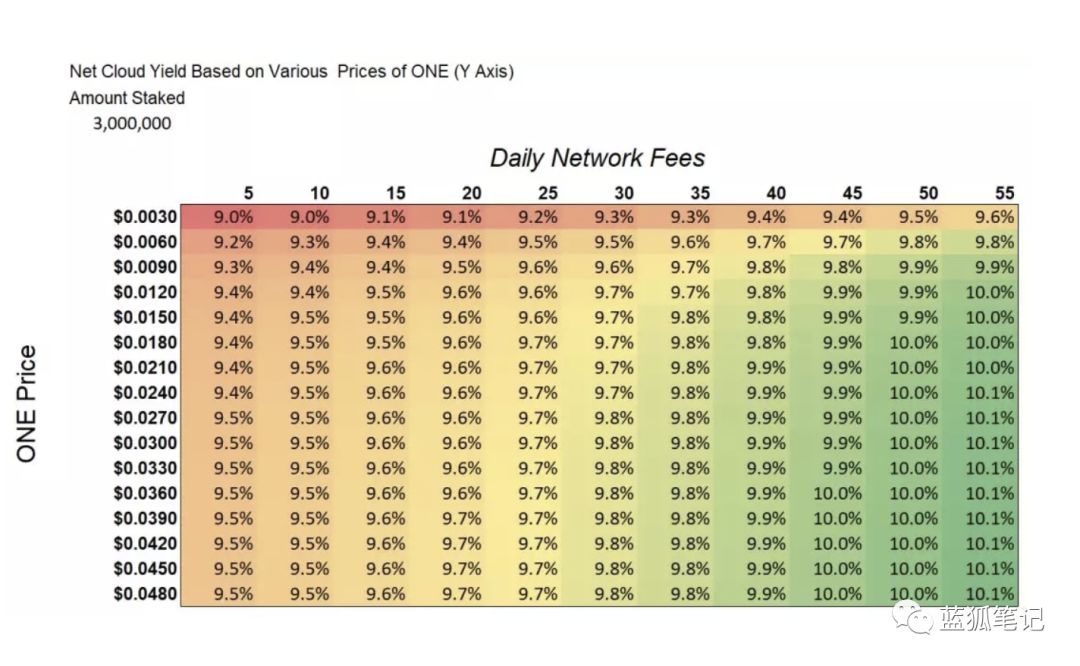 Net Cloud Yield Based on Various Prices of ONE (Y Axis)
Amount Staked
3,000,000
Daily Network Fees
5 10 15 20 25 30 35 40 45 50 55
$0.0030 9.0% 9.0% 9.1% 9.1% 9.2% 9.3% 9.3% 9.4% 9.4% 9.5% 9.6%
$0.0060 9.2% 9.3% 9.4% 9.4% 9.5% 9.5% 9.6% 9.7% 9.7% 9.8% 9.8%
$0.0090 9.3% 9.4% 9.4% 9.5% 9.6% 9.6% 9.7% 9.8% 9.8% 9.9% 9.9%
$0.0120 9.4% 9.4% 9.5% 9.6% 9.6% 9.7% 9.7% 9.8% 9.9% 9.9% 10.0%
$0.0150 9.4% 9.5% 9.5% 9.6% 9.6% 9.7% 9.8% 9.8% 9.9% 9.9% 10.0%
$0.0180 9.4% 9.5% 9.5% 9.6% 9.7% 9.7% 9.8% 9.8% 9.9% 10.0% 10.0%
$0.0210 9.4% 9.5% 9.6% 9.6% 9.7% 9.7% 9.8% 9.9% 9.9% 10.0% 10.0%
$0.0240 9.4% 9.5% 9.6% 9.6% 9.7% 9.7% 9.8% 9.9% 9.9% 10.0% 10.1%
$0.0270 9.5% 9.5% 9.6% 9.6% 9.7% 9.8% 9.8% 9.9% 9.9% 10.0% 10.1%
$0.0300 9.5% 9.5% 9.6% 9.6% 9.7% 9.8% 9.8% 9.9% 9.9% 10.0% 10.1%
$0.0330 9.5% 9.5% 9.6% 9.6% 9.7% 9.8% 9.8% 9.9% 9.9% 10.0% 10.1%
$0.0360 9.5% 9.5% 9.6% 9.6% 9.7% 9.8% 9.8% 9.9% 10.0% 10.0% 10.1%
$0.0390 9.5% 9.5% 9.6% 9.7% 9.7% 9.8% 9.8% 9.9% 10.0% 10.0% 10.1%
$0.0420 9.5% 9.5% 9.6% 9.7% 9.7% 9.8% 9.8% 9.9% 10.0% 10.0% 10.1%
$0.0450 9.5% 9.5% 9.6% 9.7% 9.7% 9.8% 9.8% 9.9% 10.0% 10.0% 10.1%
$0.0480 9.5% 9.5% 9.6% 9.7% 9.7% 9.8% 9.8% 9.9% 10.0% 10.0% 10.1%
ONE Price
蓝狐笔记